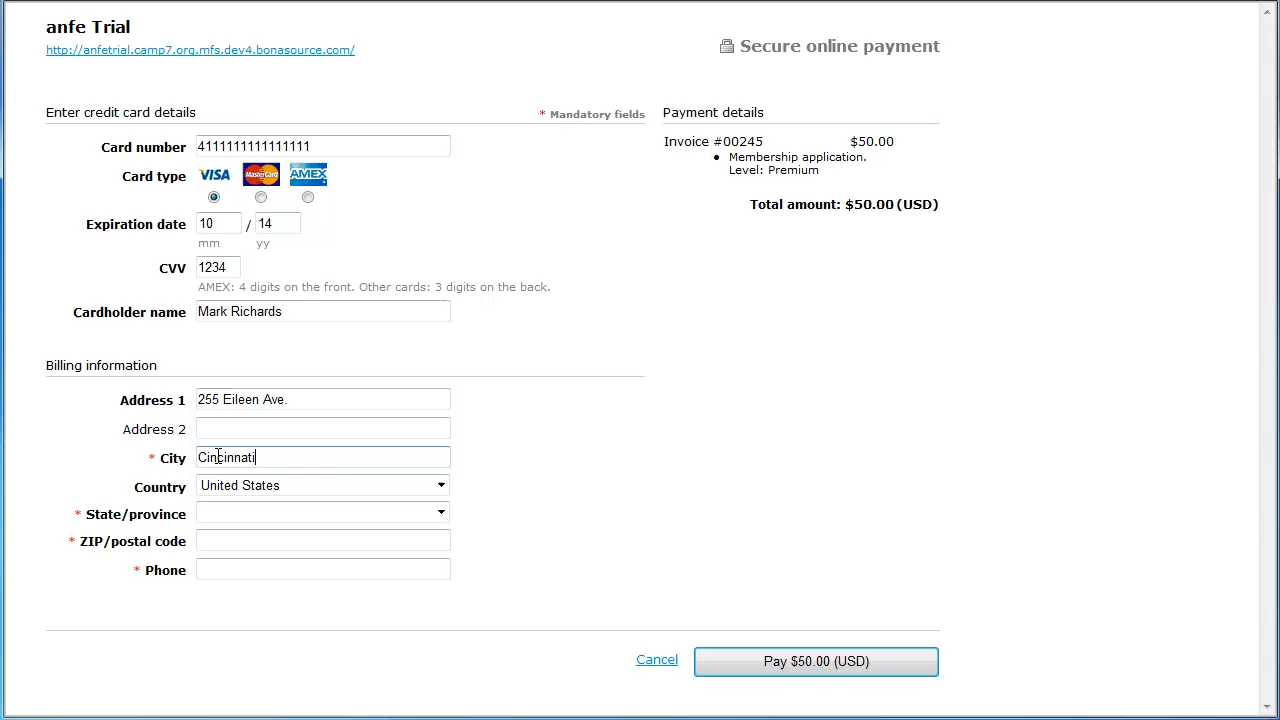 anfe Trial
http://anfetrial.camp7.org.mfs.dev4.bonasource.com/
Secure online payment
Enter credit card details
* Mandatory fields
Card number 4111111111111111
Card type VISA MasterCard AMEX
Expiration date 10 / 14
mm yy
CVV 1234
AMEX: 4 digits on the front. Other cards: 3 digits on the back.
Cardholder name Mark Richards
Payment details
Invoice #00245 $50.00
• Membership application.
Level: Premium
Total amount: $50.00 (USD)
Billing information
Address 1 255 Eileen Ave.
Address 2
* City Cincinnati
Country United States
* State/province
* ZIP/postal code
* Phone
Cancel Pay $50.00 (USD)